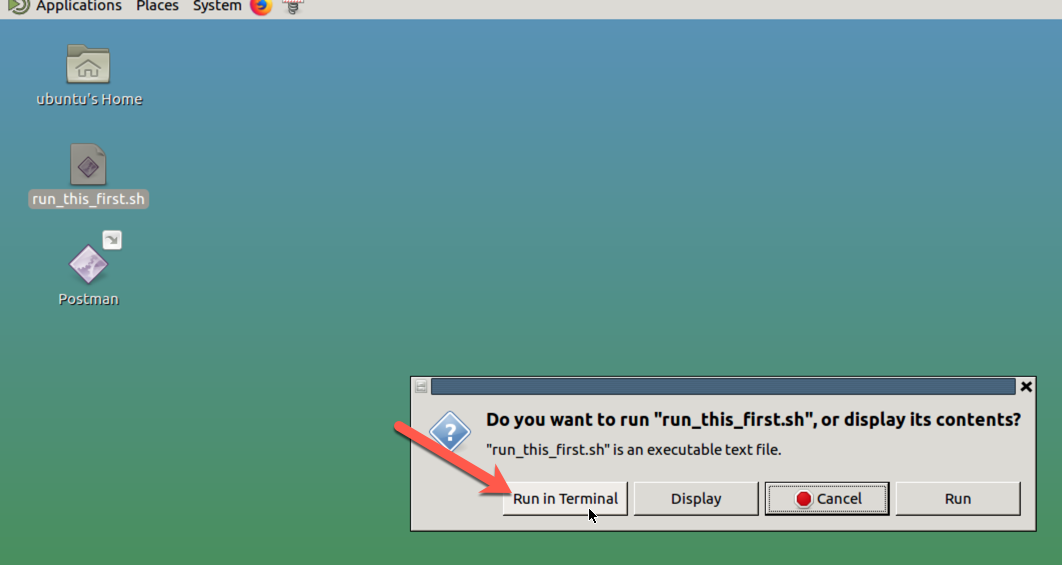 Applications Places System
ubuntu's Home
run_this_first.sh
Postman
Do you want to run "run_this_first.sh", or display its contents?
"run_this_first.sh" is an executable text file.
Run in Terminal Display Cancel Run